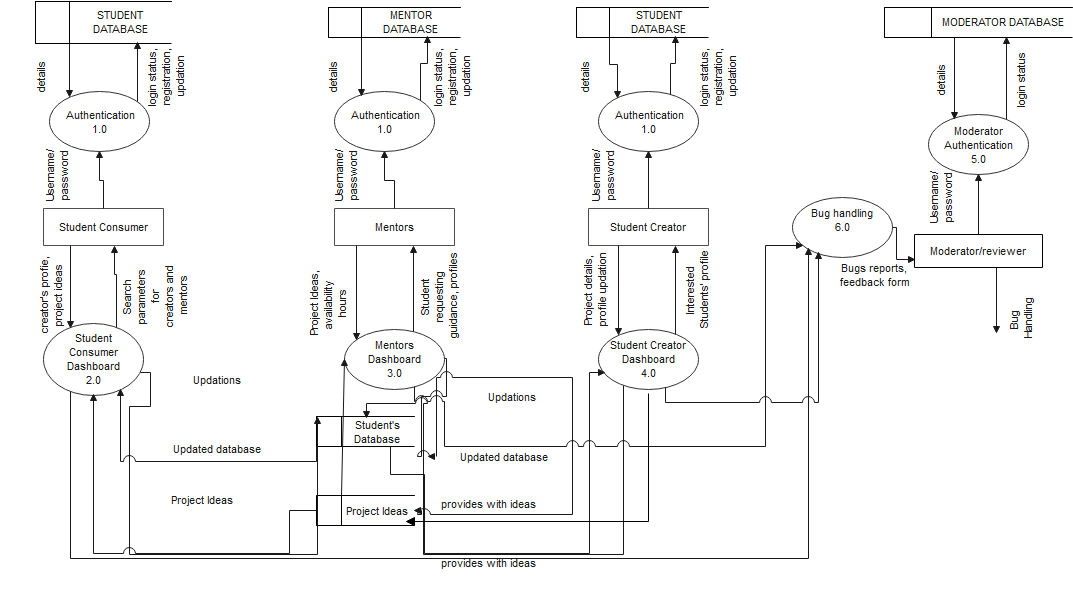 STUDENT
DATABASE
MENTOR
DATABASE
STUDENT
DATABASE
MODERATOR DATABASE
details
login status,
registration,
updation
details
login status,
registration,
updation
details
login status,
registration,
updation
details
login status
Authentication
1.0
Authentication
1.0
Authentication
1.0
Moderator
Authentication
5.0
Username/
password
Username/
password
Username/
password
Username/
password
Student Consumer
Mentors
Student Creator
Bug handling
6.0
Moderator/reviewer
Bugs reports,
feedback form
Bug
Handling
creator's profie,
project ideas
Search
parameters
for
creators and
mentors
Project Ideas,
availability
hours
Student
requesting
guidance, profiles
Project details,
profile updation
Interested
Students' profile
Student
Consumer
Dashboard
2.0
Mentors
Dashboard
3.0
Student Creator
Dashboard
4.0
Updations
Updations
Student's
Database
Updated database
Updated database
Project Ideas
Project Ideas
provides with ideas
provides with ideas